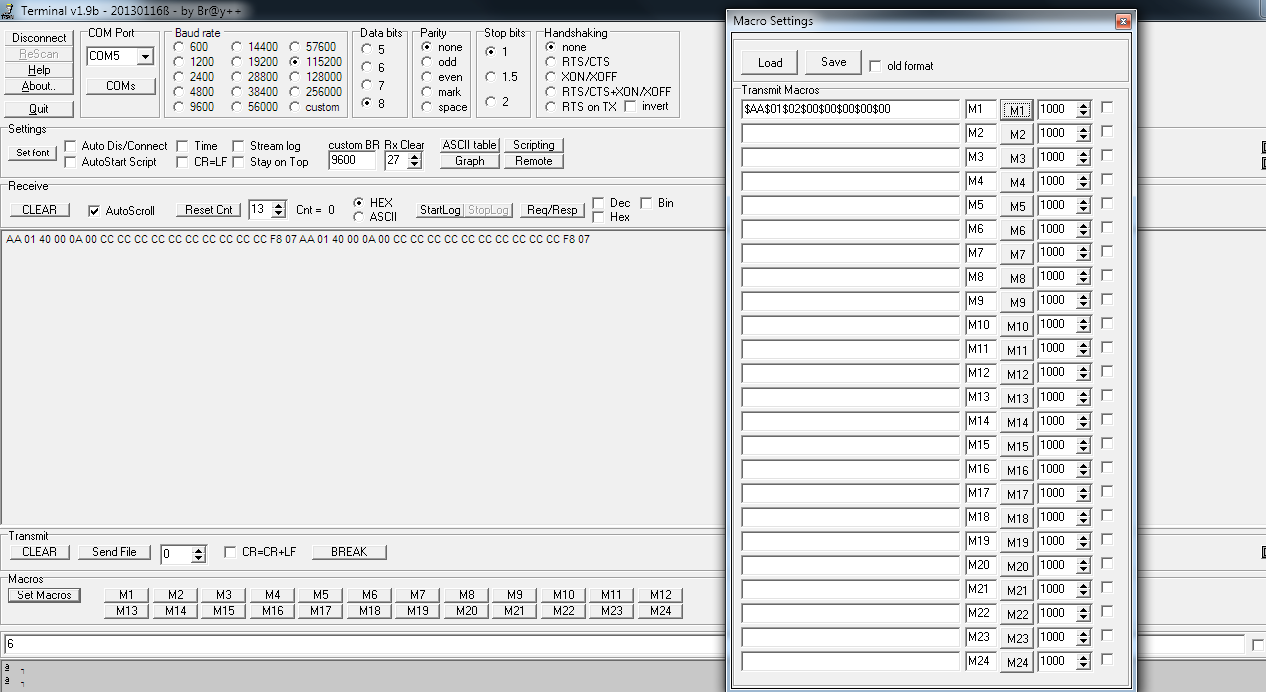 Terminal v1.9b - 20130116ß - by Br@y++
Disconnect
ReScan
Help
About..
Quit
COM Port
COM5
COMs
Baud rate
600 14400 57600
1200 19200 115200
2400 28800 128000
4800 38400 256000
9600 56000 custom
Data bits
5
6
7
8
Parity
none
odd
even
mark
space
Stop bits
1
1.5
2
Handshaking
none
RTS/CTS
XON/XOFF
RTS/CTS+XON/XOFF
RTS on TX invert
Settings
Set font
Auto Dis/Connect Time Stream log
AutoStart Script CR=LF Stay on Top
custom BR Rx Clear
9600 27
ASCII table Scripting
Graph Remote
Receive
CLEAR AutoScroll Reset Cnt 13 Cnt = 0
HEX
ASCII
StartLog StopLog Req/Resp
Dec Bin
Hex
AA 01 40 00 0A 00 CC CC CC CC CC CC CC CC CC CC F8 07 AA 01 40 00 0A 00 CC CC CC CC CC CC CC CC CC CC F8 07
Transmit
CLEAR Send File 0 CR=CR+LF BREAK
Macros
Set Macros
M1 M2 M3 M4 M5 M6 M7 M8 M9 M10 M11 M12
M13 M14 M15 M16 M17 M18 M19 M20 M21 M22 M23 M24
6
Macro Settings
Load Save old format
Transmit Macros
$AA$01$02$00$00$00$00$00 M1 M1 1000
M2 M2 1000
M3 M3 1000
M4 M4 1000
M5 M5 1000
M6 M6 1000
M7 M7 1000
M8 M8 1000
M9 M9 1000
M10 M10 1000
M11 M11 1000
M12 M12 1000
M13 M13 1000
M14 M14 1000
M15 M15 1000
M16 M16 1000
M17 M17 1000
M18 M18 1000
M19 M19 1000
M20 M20 1000
M21 M21 1000
M22 M22 1000
M23 M23 1000
M24 M24 1000